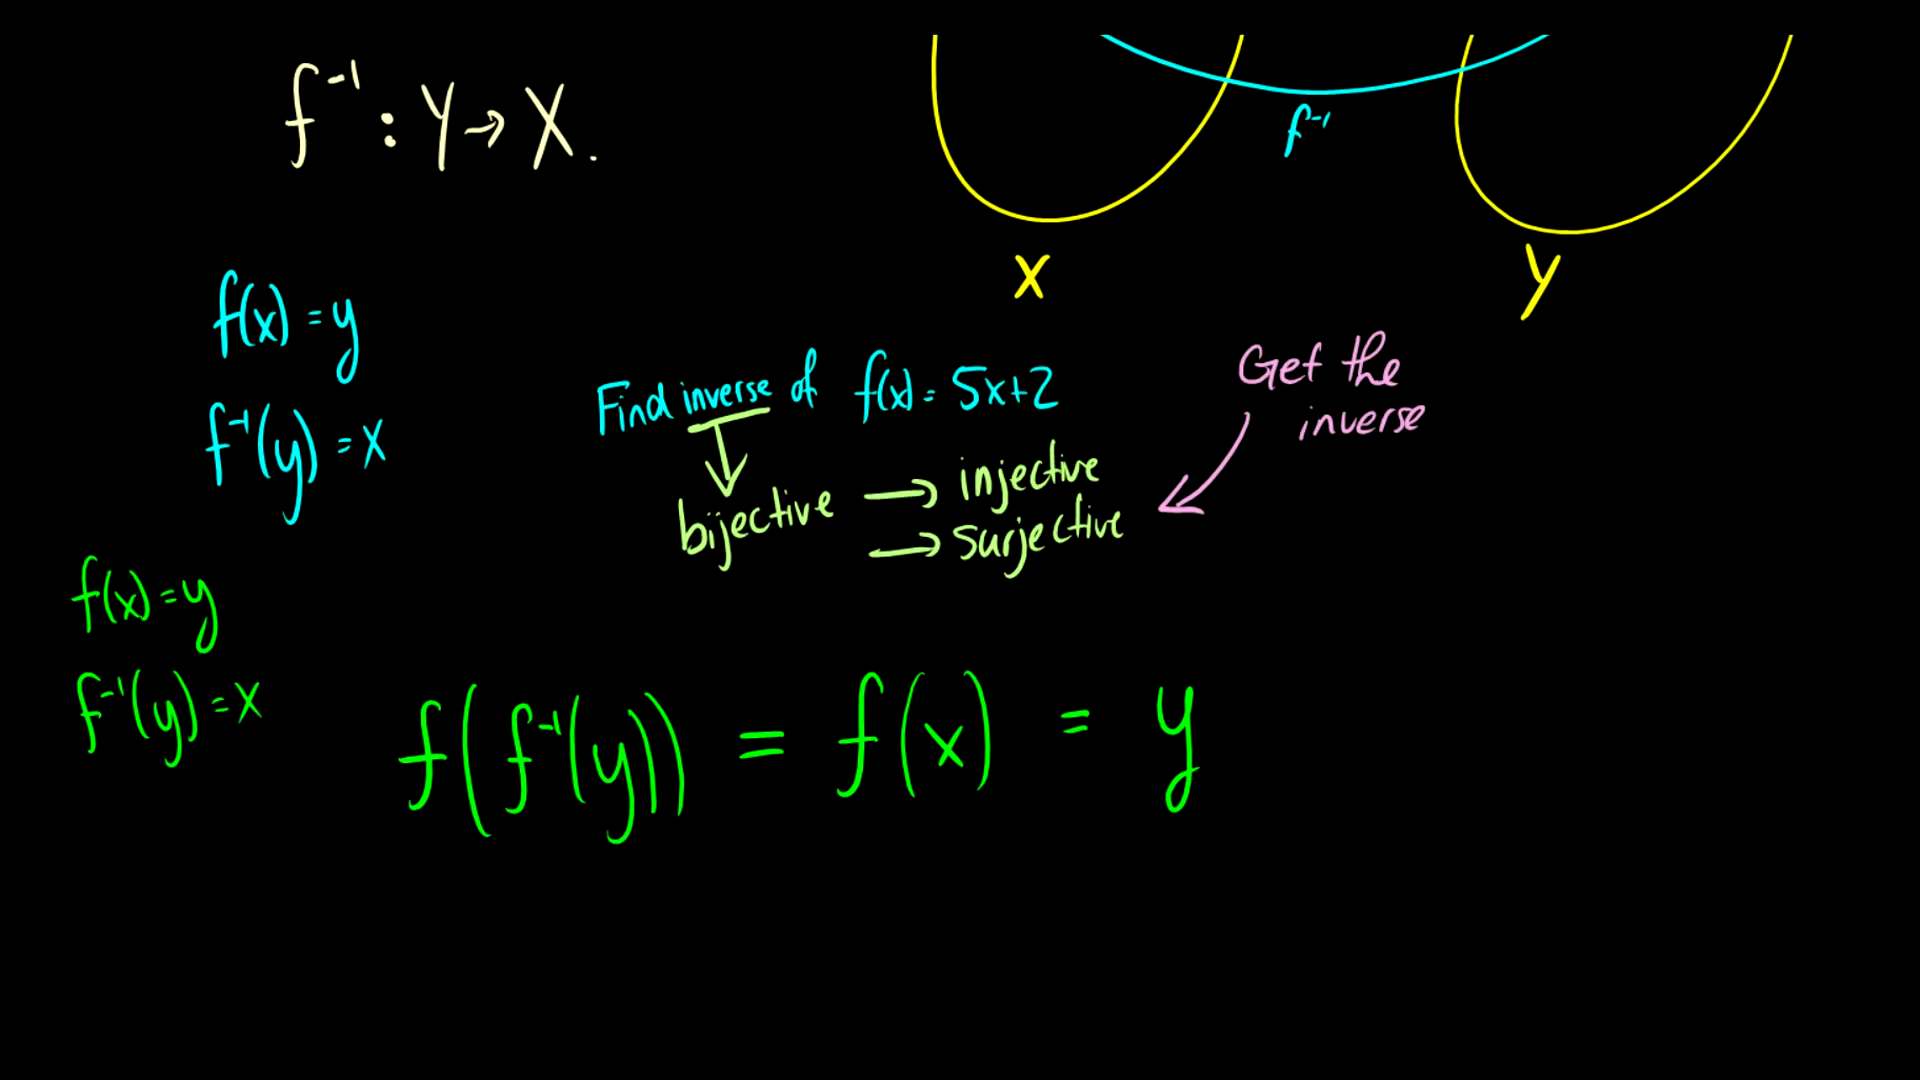 f⁻¹ : Y → X.
f⁻¹
X
y
f(x) = y
f⁻¹(y) = x
Find inverse of f(x) = 5x+2
Get the
inverse
bijective → injective
→ surjective
f(x) = y
f⁻¹(y) = x
f(f⁻¹(y)) = f(x) = y